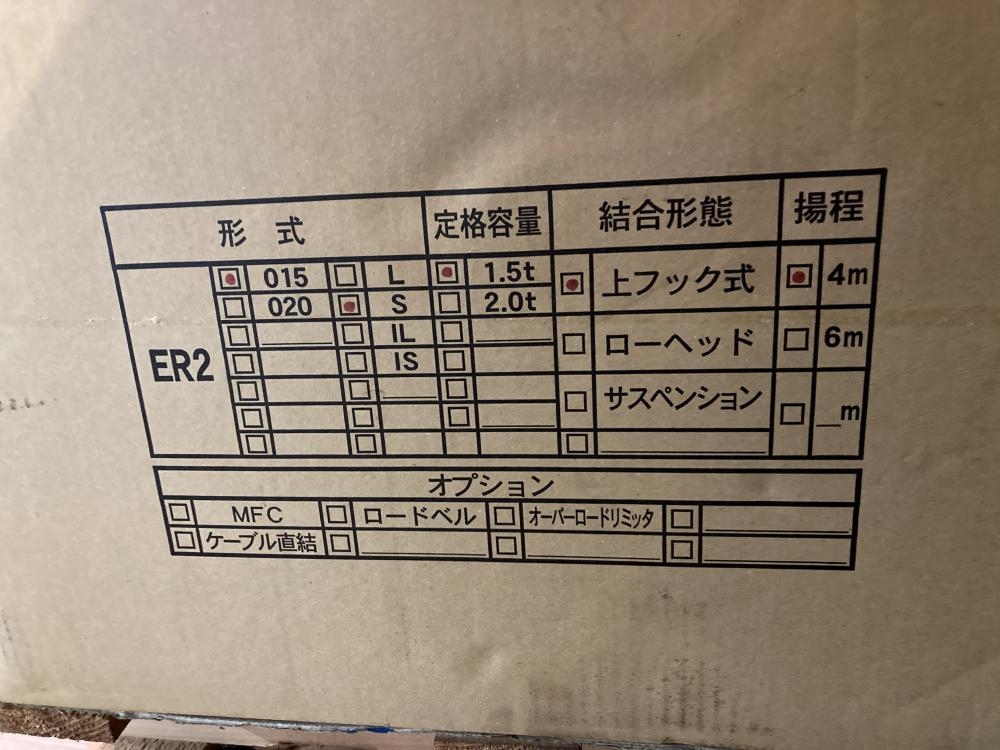 形 式 定格容量 結合形態 揚程
015 L 1.5t 上フック式 4m
020 S 2.0t
IL ローヘッド 6m
ER2 IS
サスペンション _m
オプション
MFC ロードベル オーバーロードリミッタ
ケーブル直結